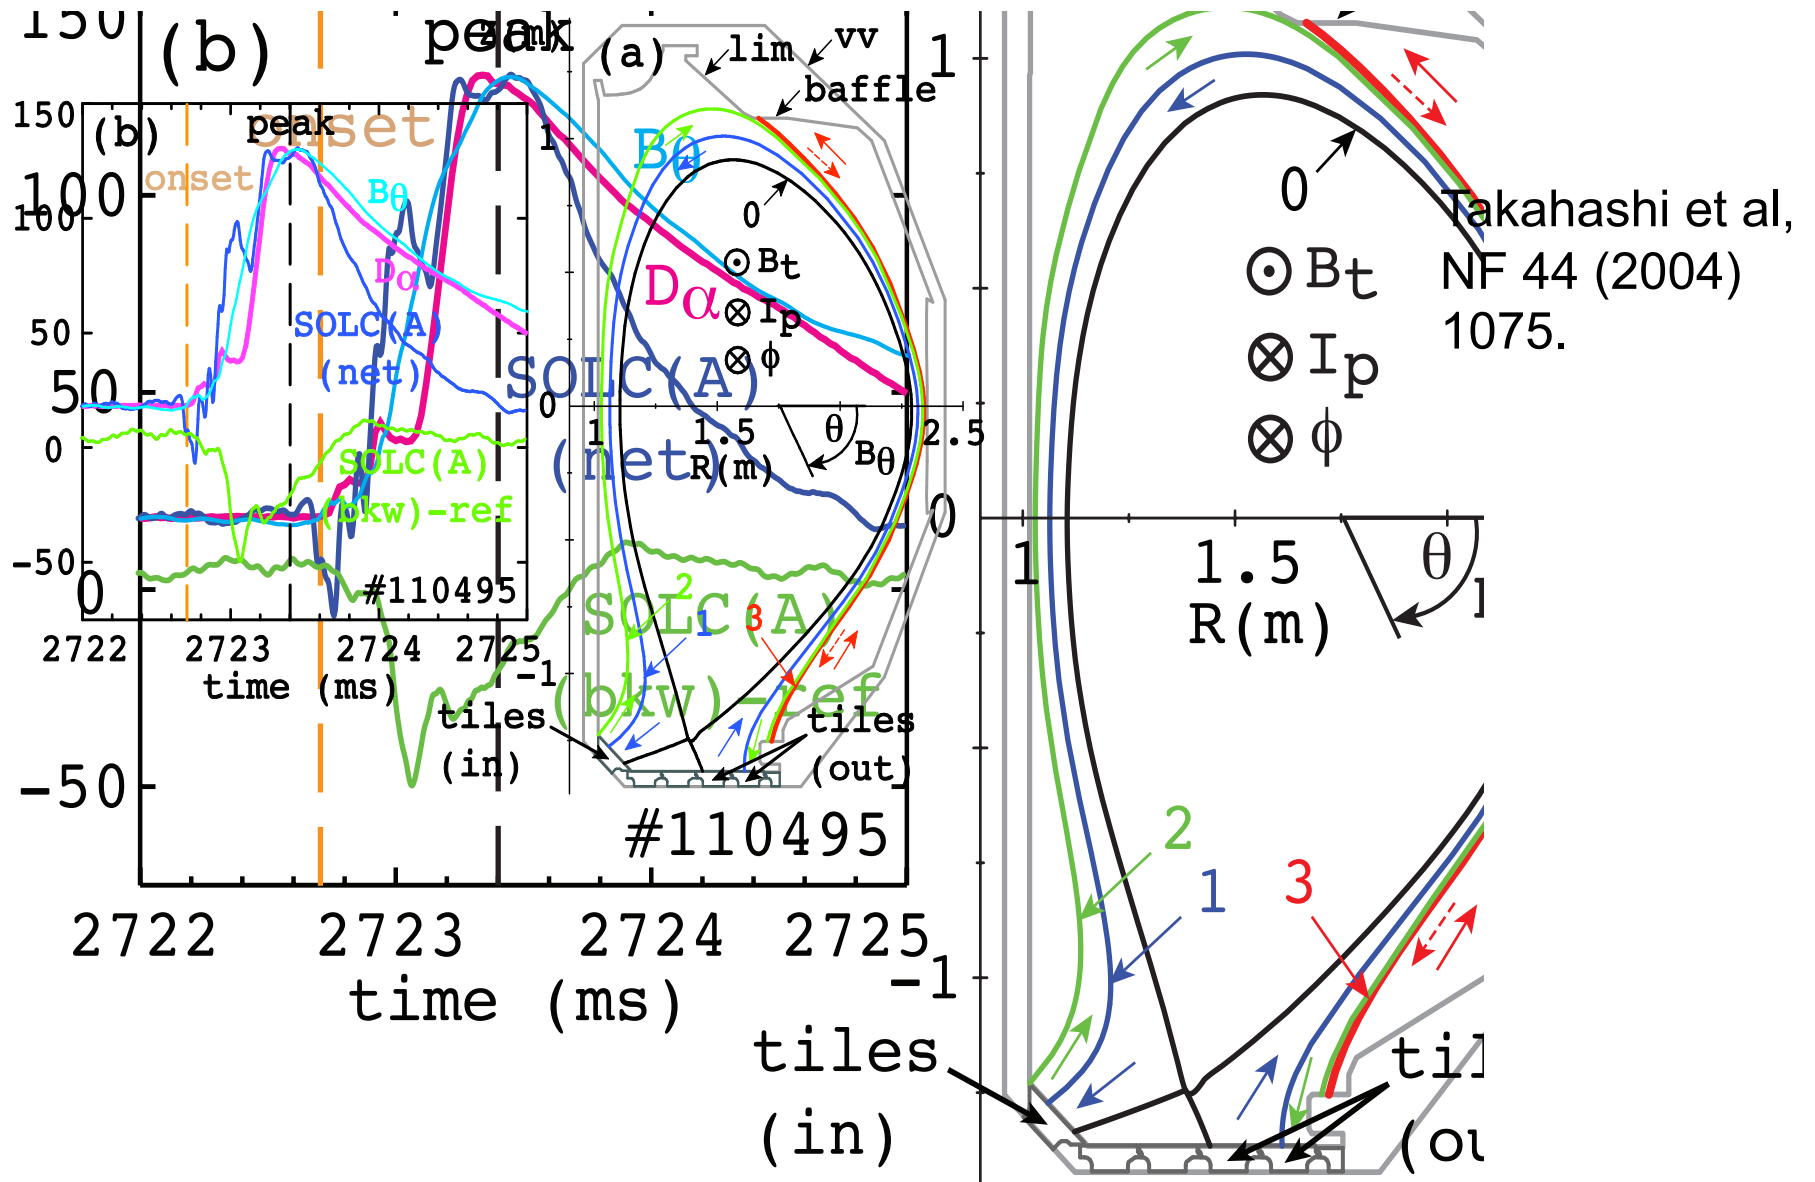 150
(b)
peak
(a)
lim
vv
baffle
1
150
(b)
peak
onset
onset
Bθ
1
100
100
Bθ
0
0
Takahashi et al,
NF 44 (2004)
1075.
Bt
Bt
Dα
Dα
Ip
Ip
50
SOLC(A)
(net)
φ
φ
50
SOLC(A)
(net)
0
1
1.5
2.5
R(m)
θ
Bθ
0
SOLC(A)
(bkw)-ref
0
1
1.5
R(m)
θ
-50
#110495
0
SOLC(A)
(bkw)-ref
2
1
3
2722
2723
2724
2725
time (ms)
-1
tiles
(in)
tiles
(out)
-50
#110495
2
1
3
2722
2723
2724
2725
time (ms)
-1
tiles
(in)